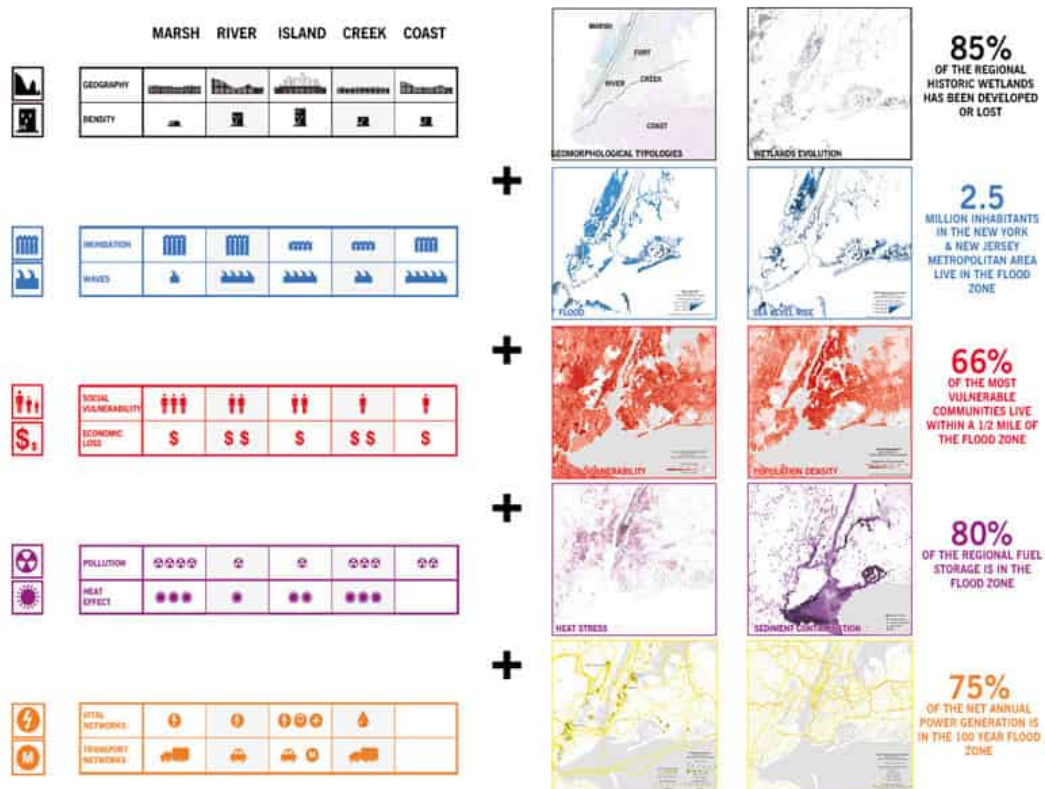 MARSH RIVER ISLAND CREEK COAST
GEOGRAPHY
DENSITY
MARSH
FORT
RIVER
CREEK
COAST
GEOMORPHOLOGICAL TYPOLOGIES
WETLANDS EVOLUTION
85%
OF THE REGIONAL
HISTORIC WETLANDS
HAS BEEN DEVELOPED
OR LOST
+
INUNDATION
WAVES
FLOOD
SEA LEVEL RISE
2.5
MILLION INHABITANTS
IN THE NEW YORK
& NEW JERSEY
METROPOLITAN AREA
LIVE IN THE FLOOD
ZONE
+
SOCIAL
VULNERABILITY
ECONOMIC
LOSS
$ $ $ $ $ $ $
$ $
VULNERABILITY
POPULATION DENSITY
66%
OF THE MOST
VULNERABLE
COMMUNITIES LIVE
WITHIN A 1/2 MILE OF
THE FLOOD ZONE
+
POLLUTION
HEAT
EFFECT
HEAT STRESS
SEDIMENT CONTAMINATION
80%
OF THE REGIONAL FUEL
STORAGE IS IN THE
FLOOD ZONE
+
VITAL
NETWORKS
TRANSPORT
NETWORKS
M
M
75%
OF THE NET ANNUAL
POWER GENERATION IS
IN THE 100 YEAR FLOOD
ZONE